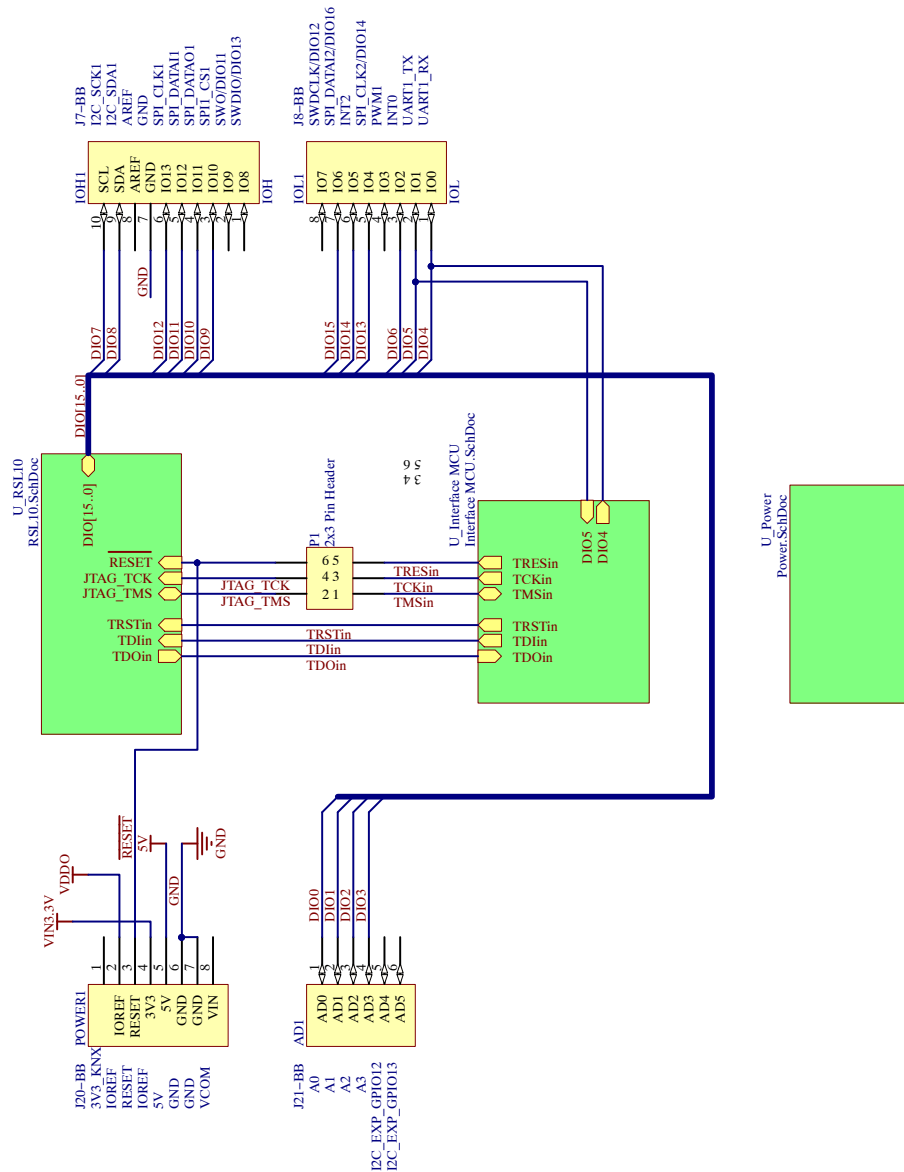 J7-BB
I2C_SCK1
I2C_SDA1
AREF
GND
SPI_CLK1
SPI_DATAI1
SPI_DATAO1
SPI1_CS1
SWO/DIO11
SWDIO/DIO13
IOH1
SCL
SDA
AREF
GND
IO13
IO12
IO11
IO10
IO9
IO8
IOH
10
9
8
7
6
5
4
3
2
1
GND
DIO7
DIO8
DIO12
DIO11
DIO10
DIO9
J8-BB
SWDCLK/DIO12
SPI_DATAI2/DIO16
INT2
SPI_CLK2/DIO14
PWM1
INT0
UART1_TX
UART1_RX
IOL1
IO7
IO6
IO5
IO4
IO3
IO2
IO1
IO0
IOL
8
7
6
5
4
3
2
1
DIO15
DIO14
DIO13
DIO6
DIO5
DIO4
DIO[15..0]
U_RSL10
RSL10.SchDoc
DIO[15..0]
RESET
JTAG_TCK
JTAG_TMS
TRSTin
TDIin
TDOin
JTAG_TCK
JTAG_TMS
P1
2x3 Pin Header
6 5
4 3
2 1
3 4
5 6
TRESin
TCKin
TMSin
TRSTin
TDIin
TDOin
U_Interface MCU
Interface MCU.SchDoc
DIO5
DIO4
TRESin
TCKin
TMSin
TRSTin
TDIin
TDOin
U_Power
Power.SchDoc
VIN3.3V
VDDO
RESET
5V
GND
GND
POWER1
1
2
3
4
5
6
7
8
IOREF
RESET
3V3
5V
GND
GND
VIN
J20-BB
3V3_KNX
IOREF
RESET
IOREF
5V
GND
GND
VCOM
DIO0
DIO1
DIO2
DIO3
1
2
3
4
5
6
AD0
AD1
AD2
AD3
AD4
AD5
AD1
J21-BB
A0
A1
A2
A3
I2C_EXP_GPIO12
I2C_EXP_GPIO13